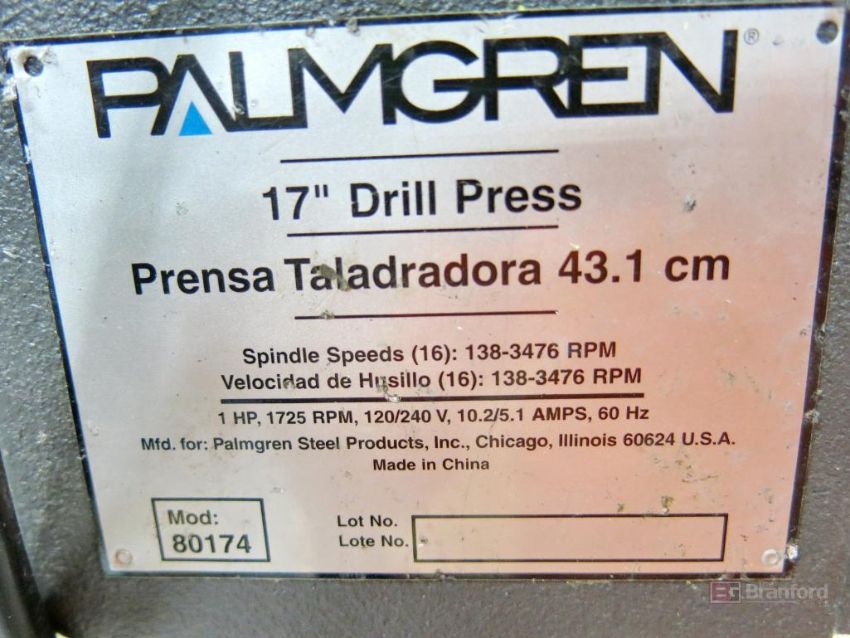 PALMGREN®
17" Drill Press
Prensa Taladradora 43.1 cm
Spindle Speeds (16): 138-3476 RPM
Velocidad de Husillo (16): 138-3476 RPM
1 HP, 1725 RPM, 120/240 V, 10.2/5.1 AMPS, 60 Hz
Mfd. for: Palmgren Steel Products, Inc., Chicago, Illinois 60624 U.S.A.
Made in China
Mod:
80174
Lot No.
Lote No.
Branford